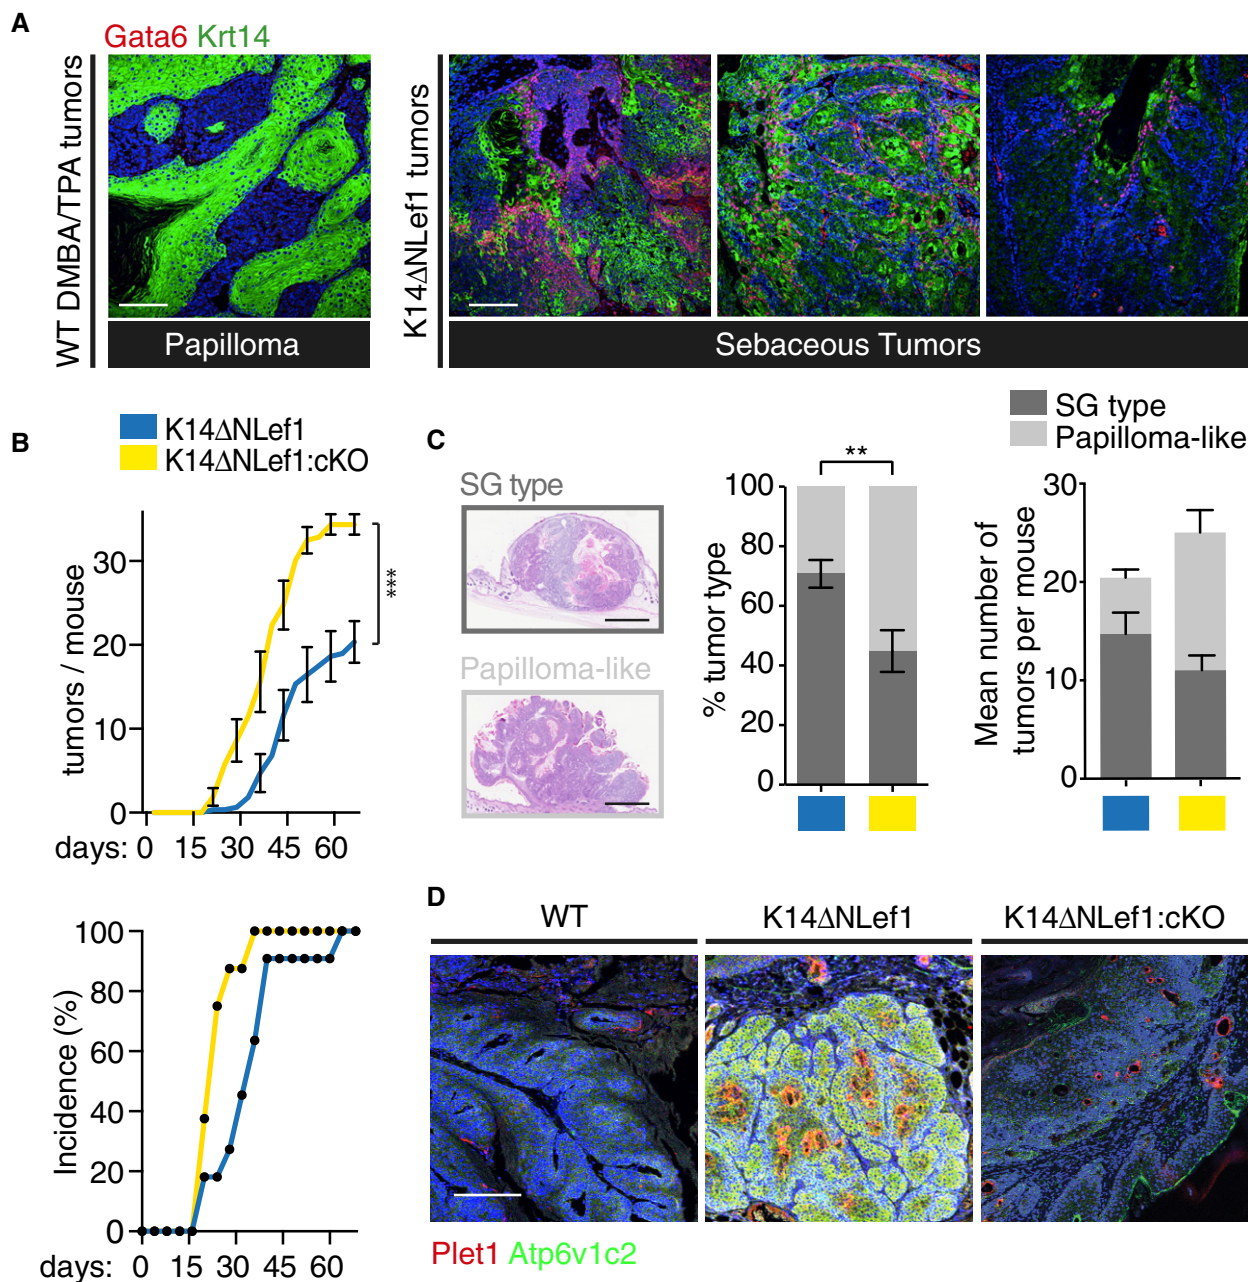 A
Gata6 Krt14
WT DMBA/TPA tumors
Papilloma
K14ΔNLef1 tumors
Sebaceous Tumors
B
K14ΔNLef1
K14ΔNLef1:cKO
tumors / mouse
30
20
10
0
***
days: 0 15 30 45 60
Incidence (%)
100
80
60
40
20
0
days: 0 15 30 45 60
C
SG type
Papilloma-like
% tumor type
100
80
60
40
20
0
**
SG type
Papilloma-like
Mean number of
tumors per mouse
30
20
10
0
D
WT
K14ΔNLef1
K14ΔNLef1:cKO
Plet1 Atp6v1c2